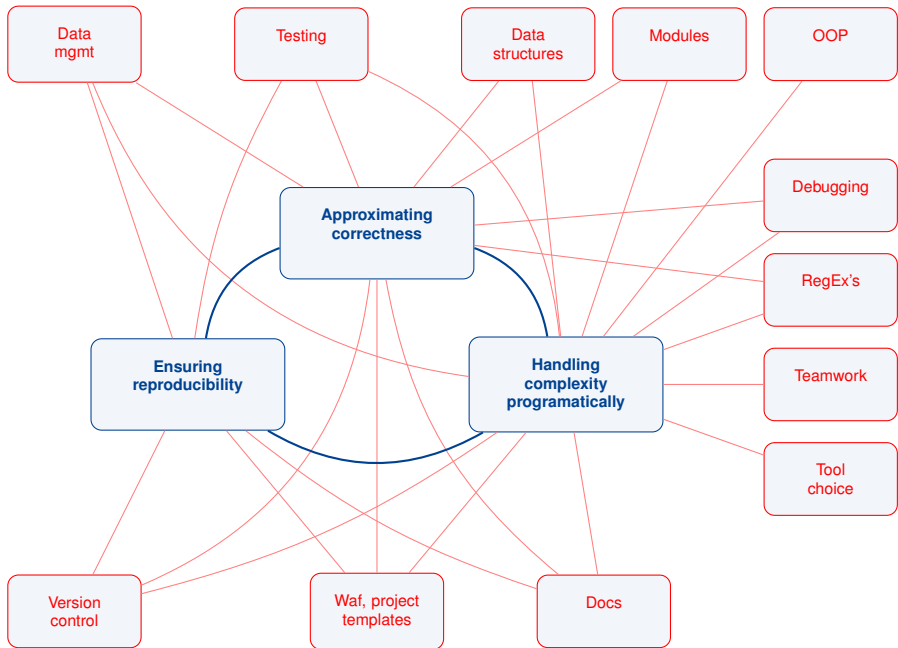 Data
mgmt
Testing
Data
structures
Modules
OOP
Debugging
Approximating
correctness
RegEx's
Ensuring
reproducibility
Handling
complexity
programatically
Teamwork
Tool
choice
Version
control
Waf, project
templates
Docs